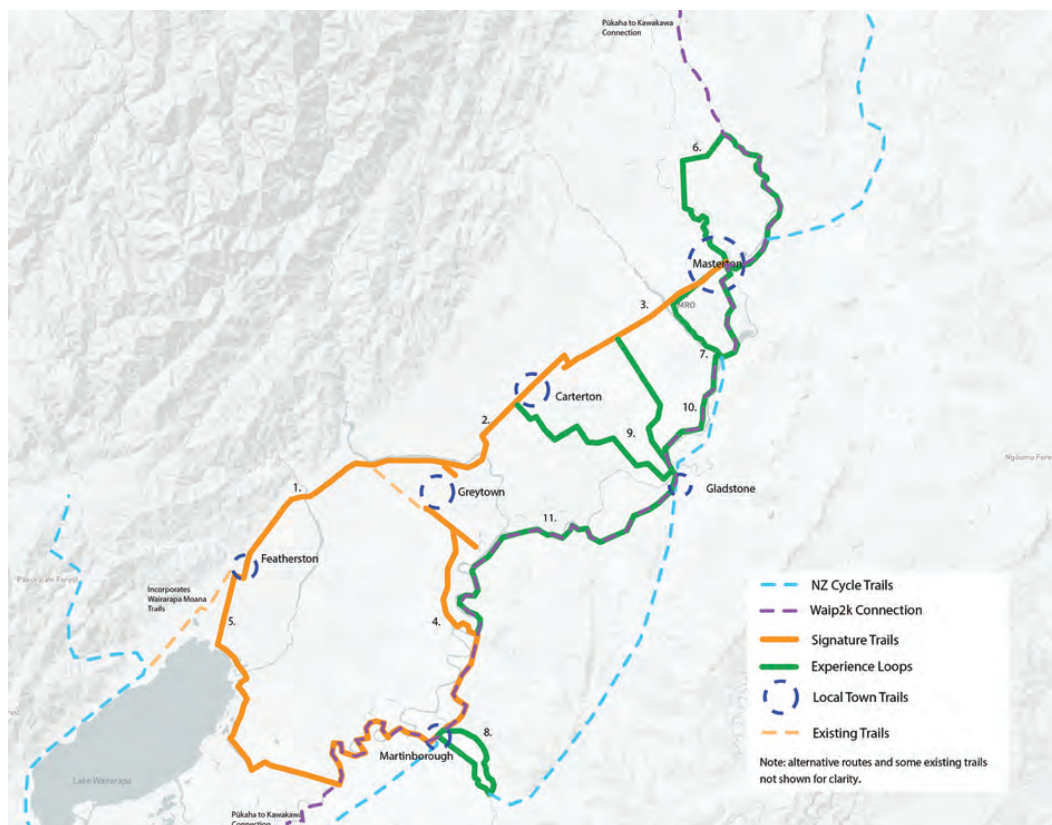 Pūkaha to Kawakawa
Connection
6.
Masterton
3.
MRO
7.
Carterton
2.
10.
9.
Ngāumu Fore
1.
Greytown
Gladstone
11.
Featherston
Incorporates
Wairarapa Moana
Trails
5.
4.
8.
Martinborough
Lake Wairarapa
Pūkaha to Kawakawa
Connection
NZ Cycle Trails
Waip2k Connection
Signature Trails
Experience Loops
Local Town Trails
Existing Trails
Note: alternative routes and some existing trails
not shown for clarity.